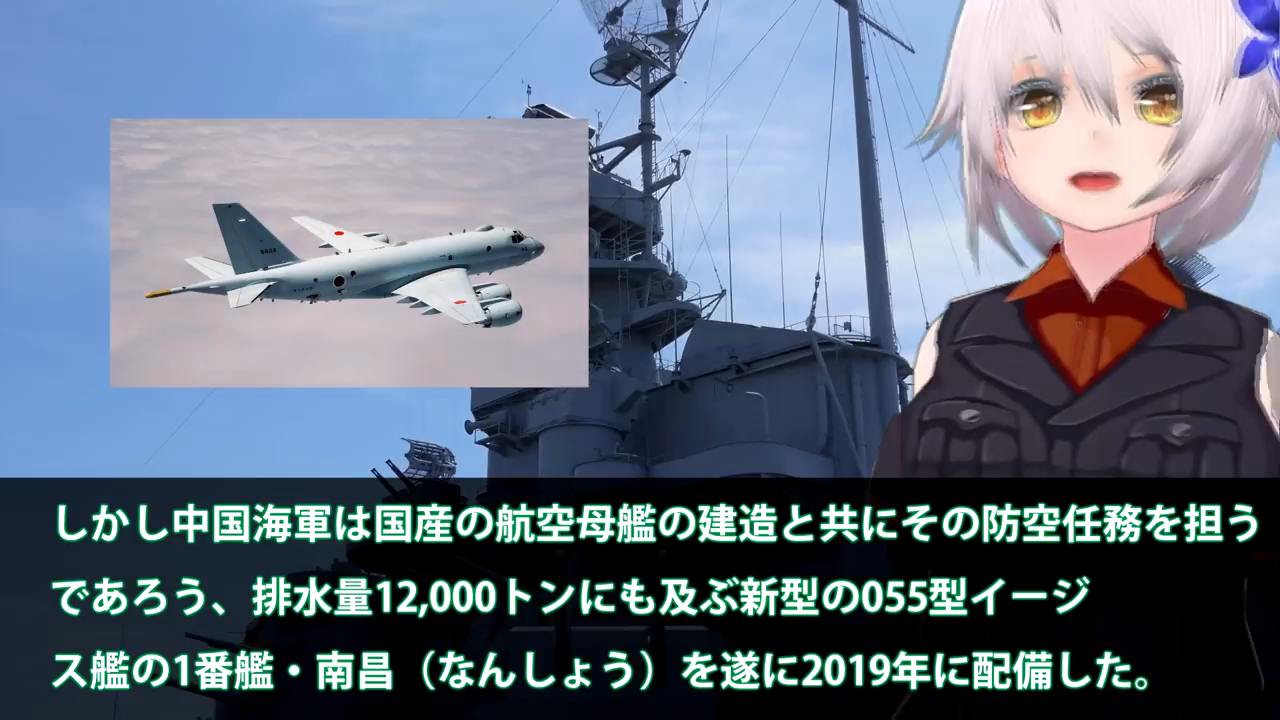 しかし中国海軍は国産の航空母艦の建造と共にその防空任務を担う
であろう、排水量12,000トンにも及ぶ新型の055型イージ
ス艦の1番艦・南昌（なんしょう）を遂に2019年に配備した。